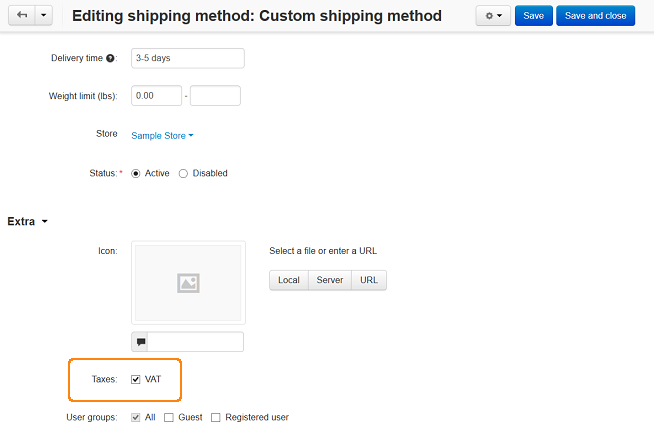 Editing shipping method: Custom shipping method
Save
Save and close
Delivery time ?: 3-5 days
Weight limit (lbs): 0.00 -
Store Sample Store
Status: * Active Disabled
Extra
Icon: Select a file or enter a URL
Local Server URL
Taxes: VAT
User groups: All Guest Registered user